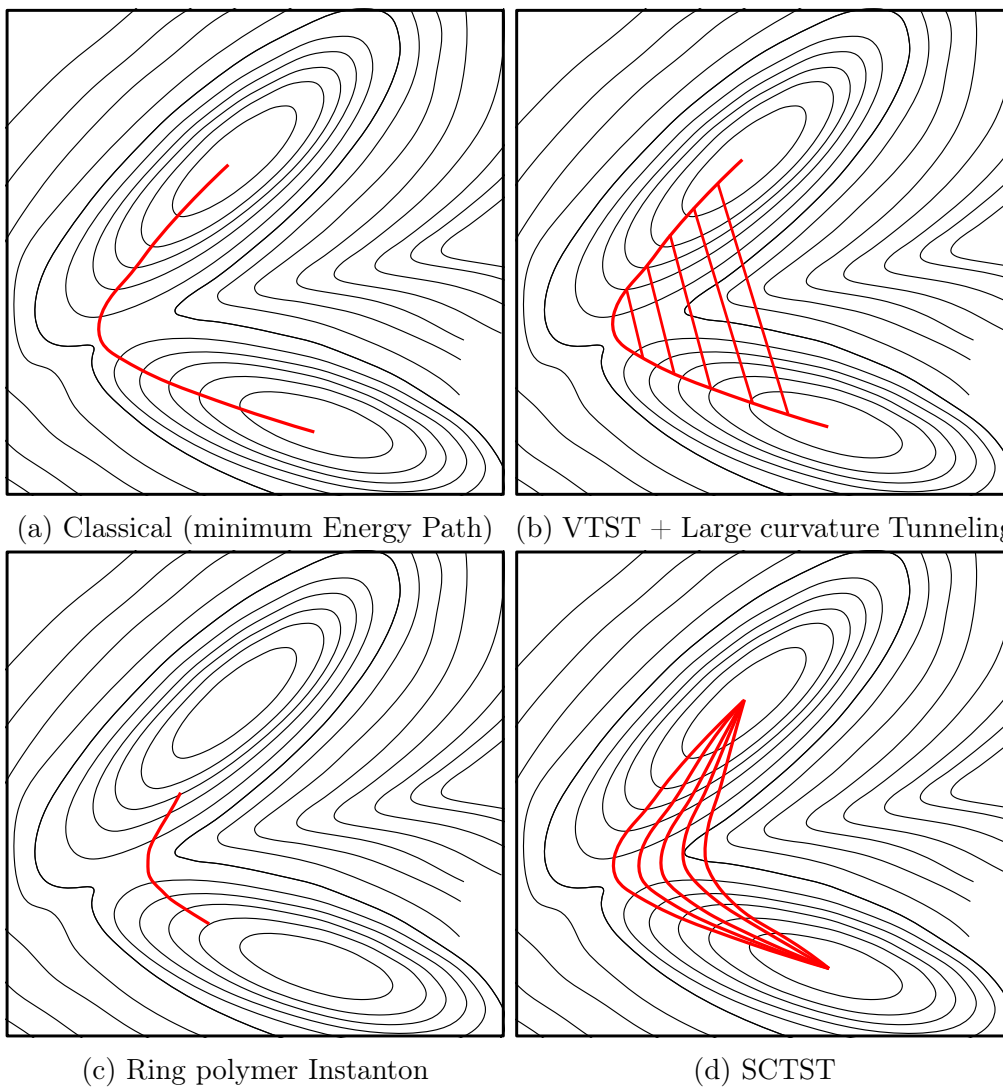 (a) Classical (minimum Energy Path)
(b) VTST + Large curvature Tunneling
(c) Ring polymer Instanton
(d) SCTST